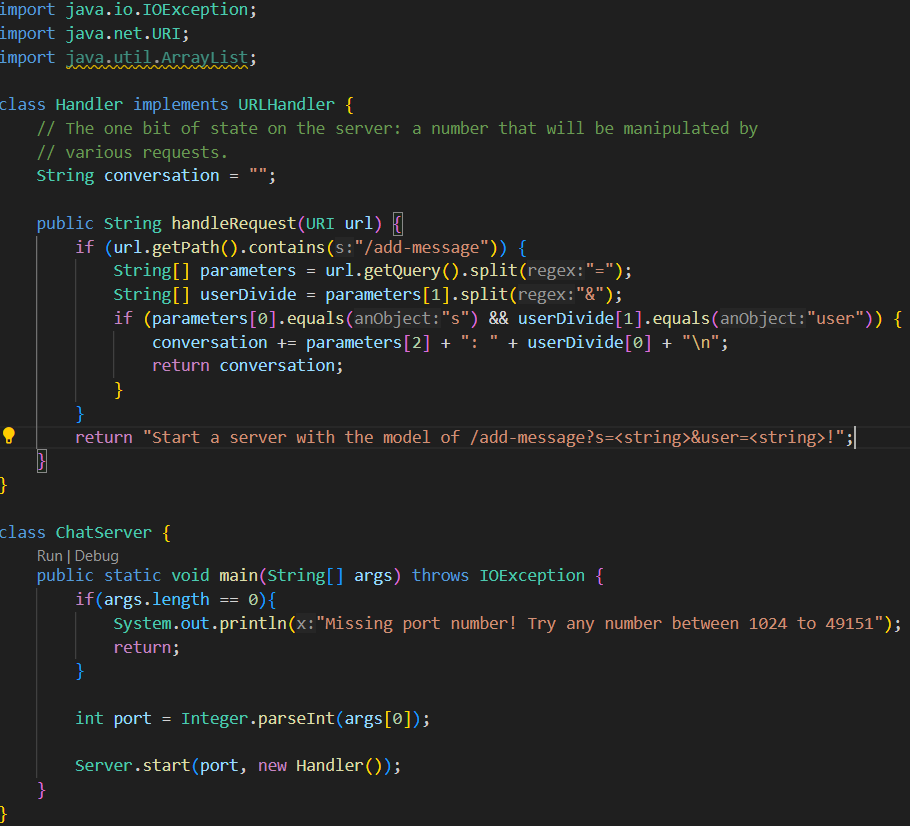 import java.io.IOException;
import java.net.URI;
import java.util.ArrayList;
class Handler implements URLHandler {
// The one bit of state on the server: a number that will be manipulated by
// various requests.
String conversation = "";
public String handleRequest(URI url) {
if (url.getPath().contains(s:"/add-message")) {
String[] parameters = url.getQuery().split(regex:"=");
String[] userDivide = parameters[1].split(regex:"&");
if (parameters[0].equals(anObject:"s") && userDivide[1].equals(anObject:"user")) {
conversation += parameters[2] + ": " + userDivide[0] + "\n";
return conversation;
}
}
return "Start a server with the model of /add-message?s=<string>&user=<string>!";
}
}
class ChatServer {
Run | Debug
public static void main(String[] args) throws IOException {
if(args.length == 0){
System.out.println(x:"Missing port number! Try any number between 1024 to 49151");
return;
}
int port = Integer.parseInt(args[0]);
Server.start(port, new Handler());
}
}